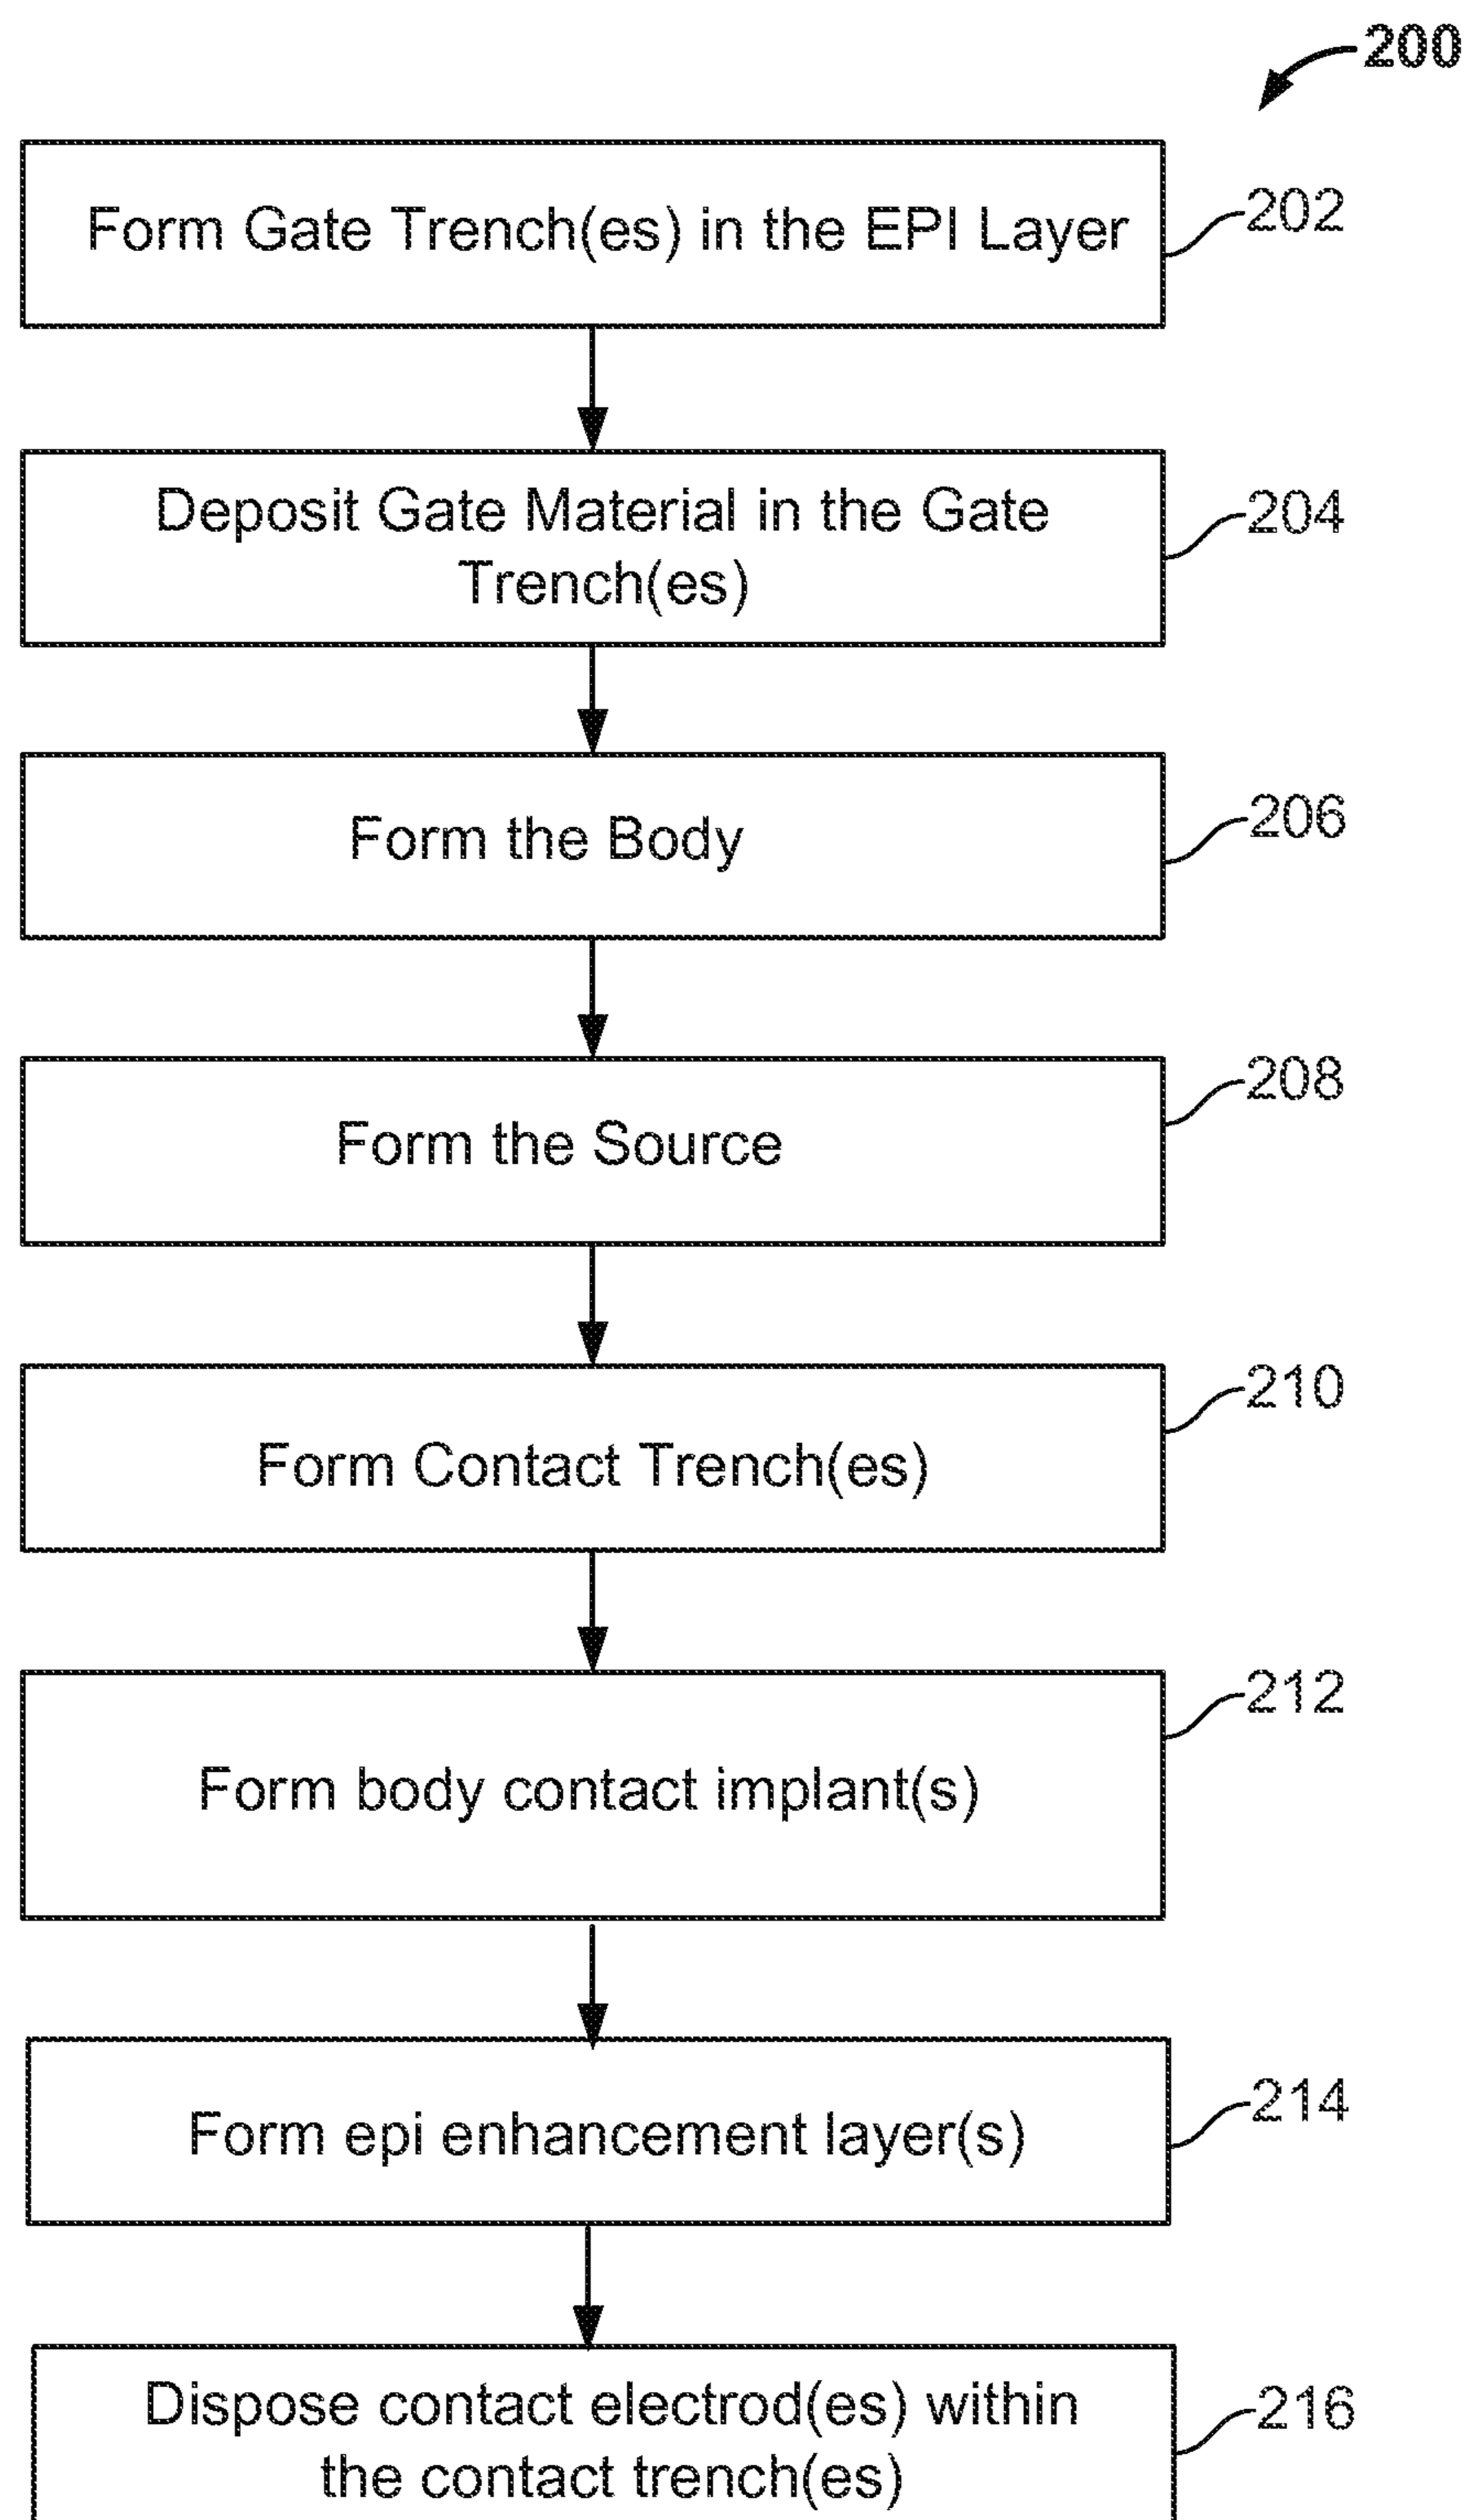 200
Form Gate Trench(es) in the EPI Layer
202
Deposit Gate Material in the Gate
Trench(es)
204
Form the Body
206
Form the Source
208
Form Contact Trench(es)
210
Form body contact implant(s)
212
Form epi enhancement layer(s)
214
Dispose contact electrod(es) within
the contact trench(es)
216